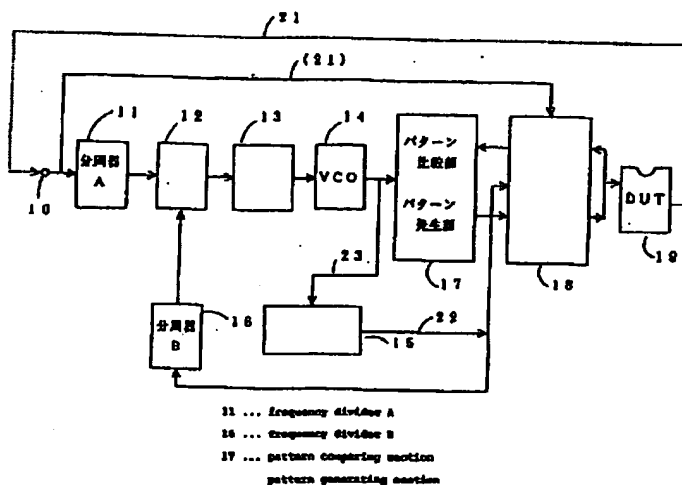 21
(21)
11
12
13
14
分周器
A
VCO
パターン
比較部
パターン
発生部
DUT
10
17
18
19
23
22
分周器
B
16
15
11 ... frequency divider A
16 ... frequency divider B
17 ... pattern comparing section
pattern generating section